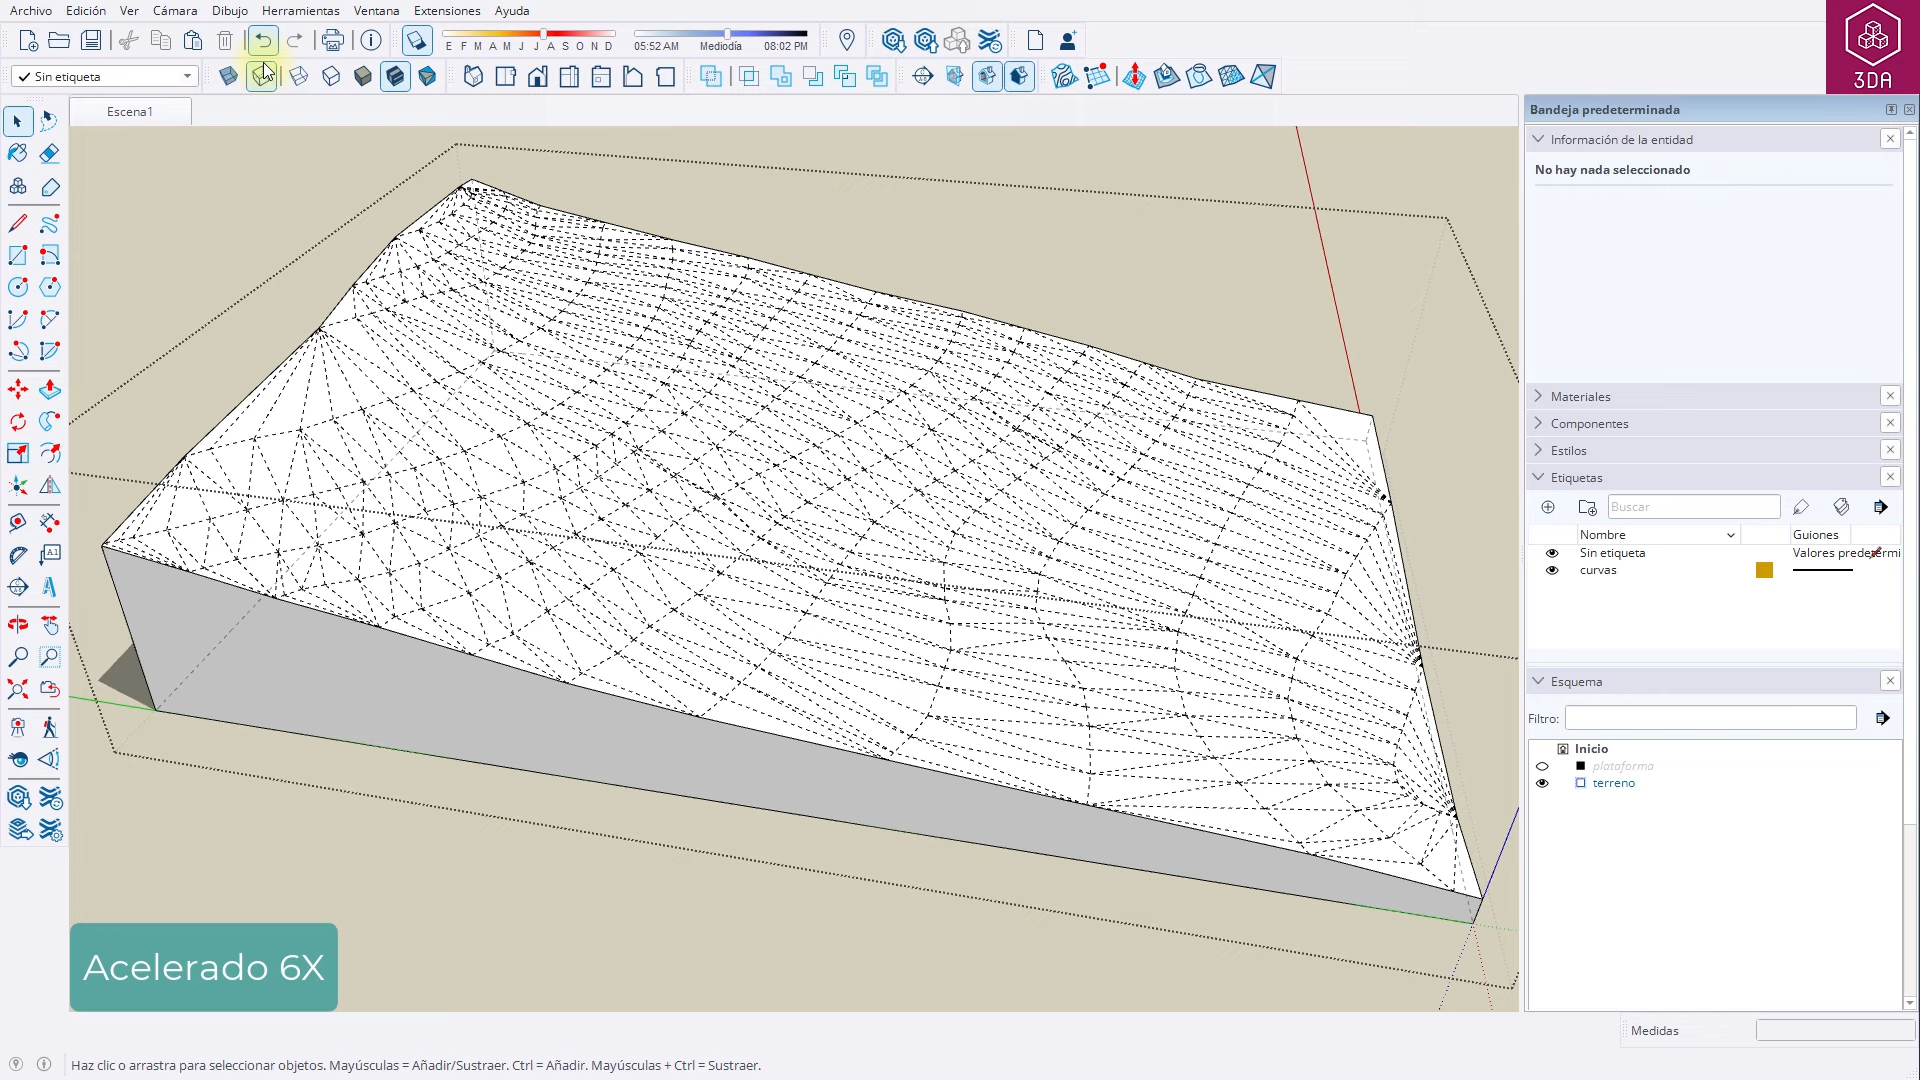 Archivo Edición Ver Cámara Dibujo Herramientas Ventana Extensiones Ayuda
E F M A M J J A S O N D
05:52 AM Mediodía 08:02 PM
Sin etiqueta
3DA
Escena1
Bandeja predeterminada
Información de la entidad
No hay nada seleccionado
Materiales
Componentes
Estilos
Etiquetas
Buscar
Nombre Guiones
Sin etiqueta Valores predetermi
curvas
Esquema
Filtro:
Inicio
plataforma
terreno
Acelerado 6X
Medidas
Haz clic o arrastra para seleccionar objetos. Mayúsculas = Añadir/Sustraer. Ctrl = Añadir. Mayúsculas + Ctrl = Sustraer.